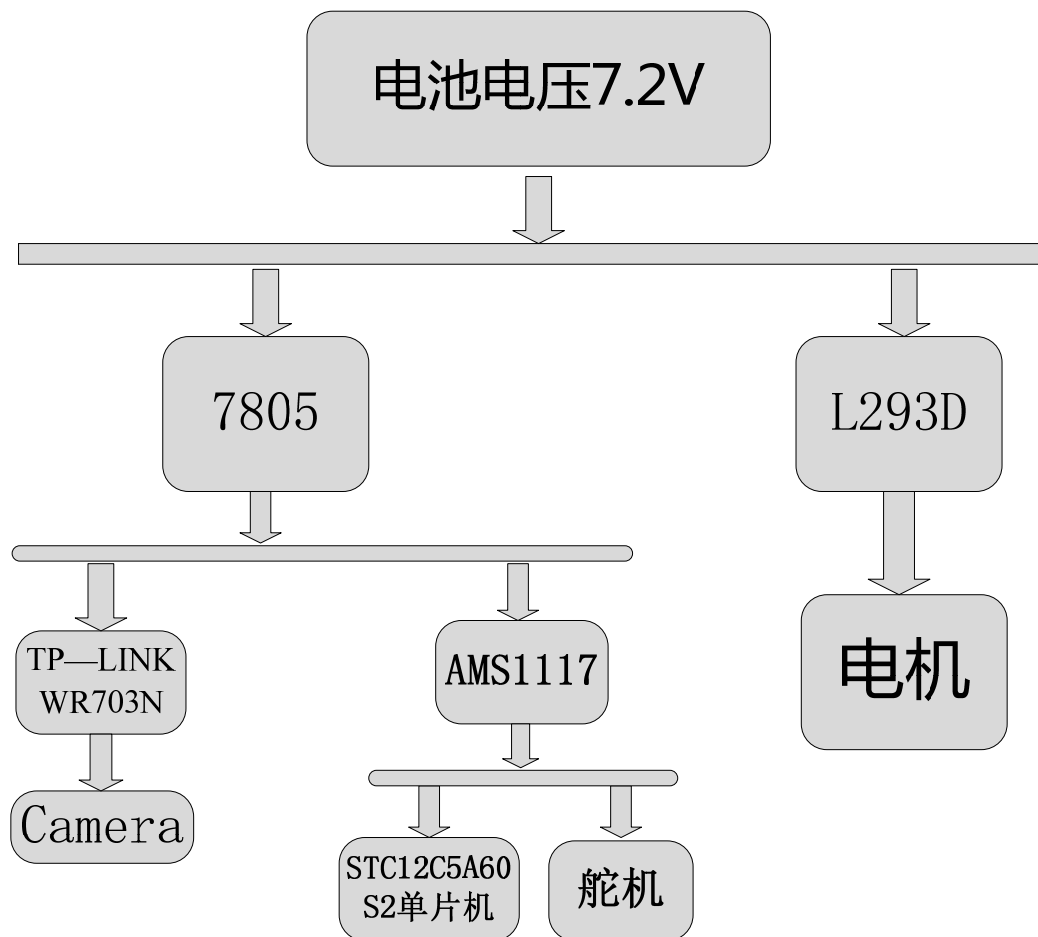 电池电压7.2V
7805
L293D
TP—LINK
WR703N
AMS1117
电机
Camera
STC12C5A60
S2单片机
舵机